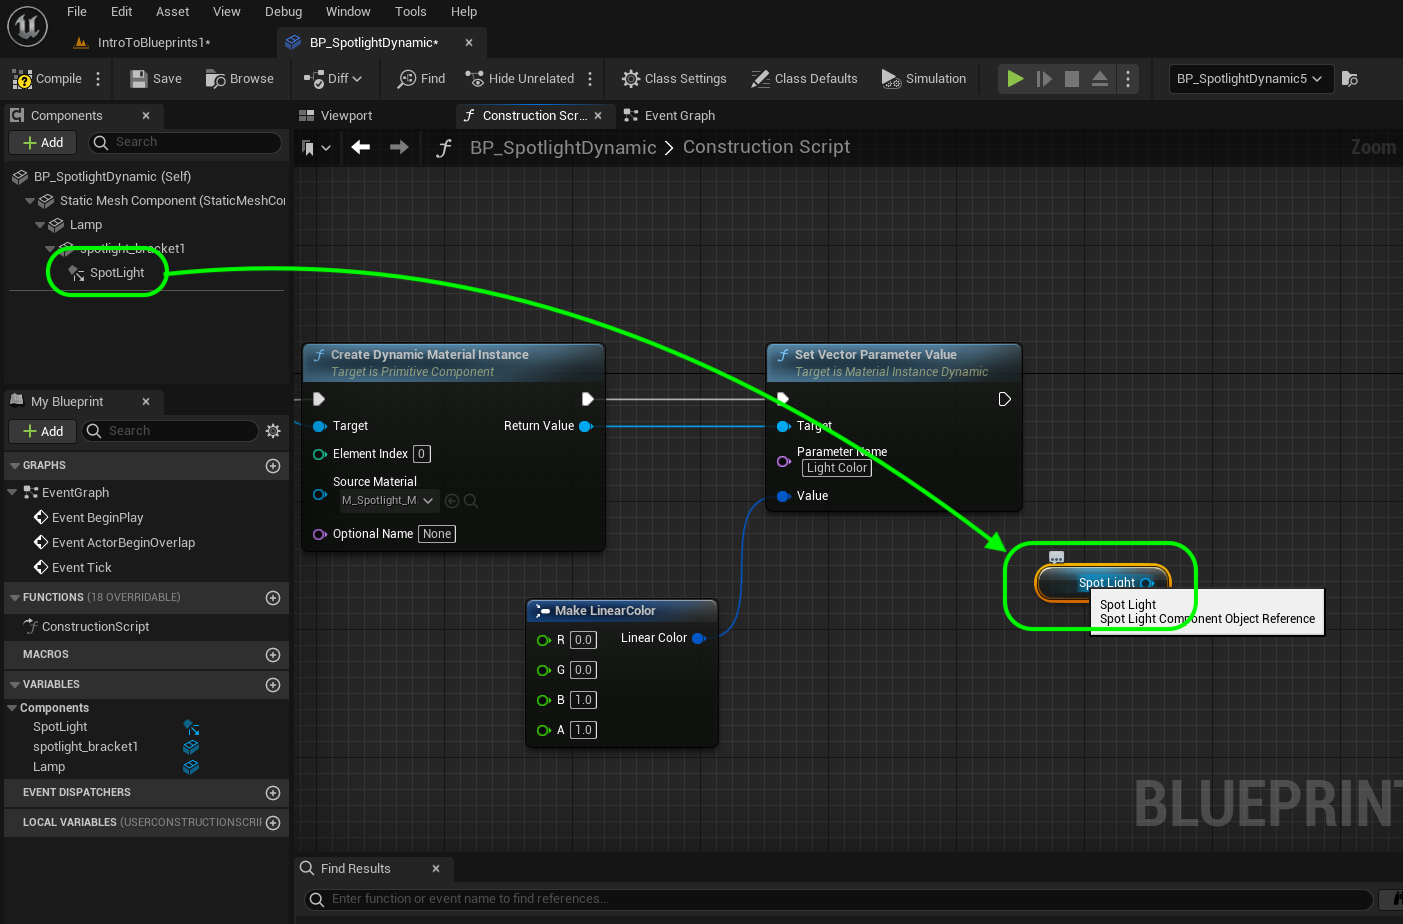 File Edit Asset View Debug Window Tools Help
IntroToBlueprints1*
BP_SpotlightDynamic*
Compile Save Browse Diff Find Hide Unrelated Class Settings Class Defaults Simulation BP_SpotlightDynamic5
Components
Viewport Construction Scr... Event Graph
Add Search
BP_SpotlightDynamic > Construction Script
Zoom
BP_SpotlightDynamic (Self)
Static Mesh Component (StaticMeshCo
Lamp
spotlight_bracket1
SpotLight
Create Dynamic Material Instance
Target is Primitive Component
Target Return Value
Element Index 0
Source Material
M_Spotlight_M
Optional Name None
Set Vector Parameter Value
Target is Material Instance Dynamic
Target
Parameter Name
Light Color
Value
Make LinearColor
R 0.0 Linear Color
G 0.0
B 1.0
A 1.0
Spot Light
Spot Light
Spot Light Component Object Reference
My Blueprint
Add Search
GRAPHS
EventGraph
Event BeginPlay
Event ActorBeginOverlap
Event Tick
FUNCTIONS (18 OVERRIDABLE)
ConstructionScript
MACROS
VARIABLES
Components
SpotLight
spotlight_bracket1
Lamp
EVENT DISPATCHERS
LOCAL VARIABLES (USERCONSTRUCTIONSCRIP
BLUEPRINT
Find Results
Enter function or event name to find references...